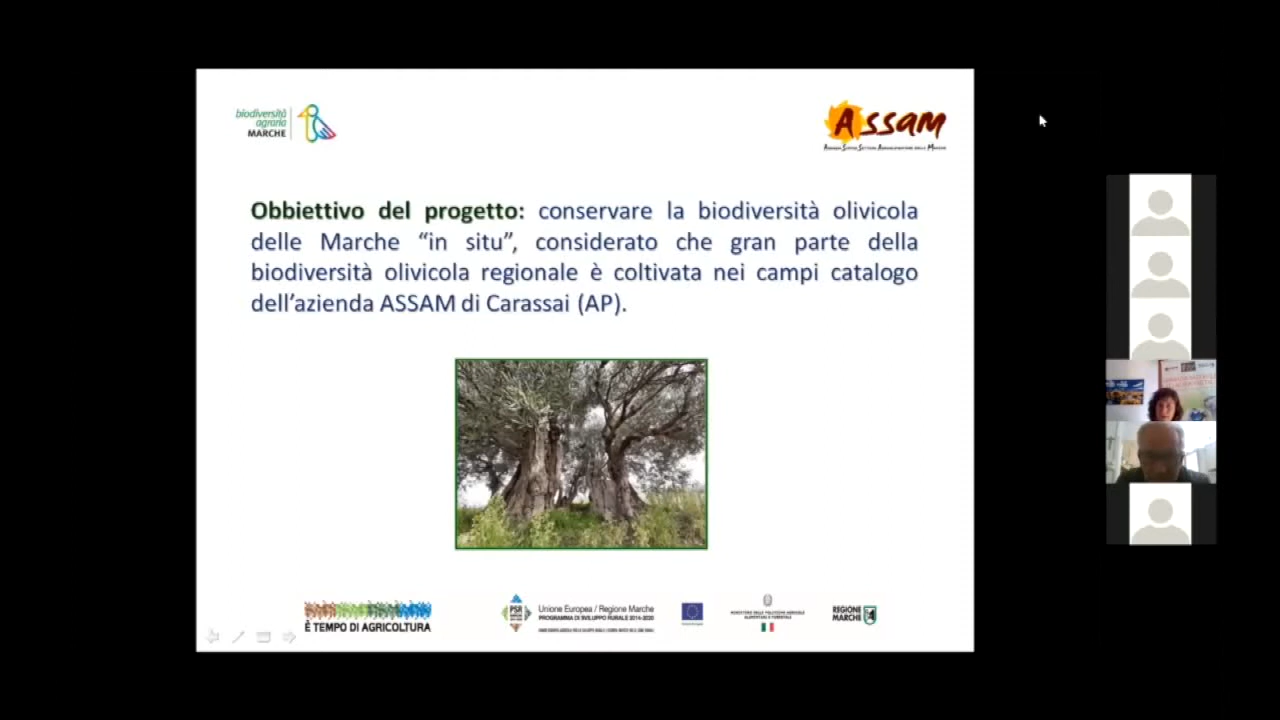 biodiversità
agraria
MARCHE
Assam
Obbiettivo del progetto: conservare la biodiversità olivicola
delle Marche “in situ”, considerato che gran parte della
biodiversità olivicola regionale è coltivata nei campi catalogo
dell’azienda ASSAM di Carassai (AP).
È TEMPO DI AGRICOLTURA
PSR
Unione Europea / Regione Marche
PROGRAMMA DI SVILUPPO RURALE 2014-2020
REGIONE
MARCHE